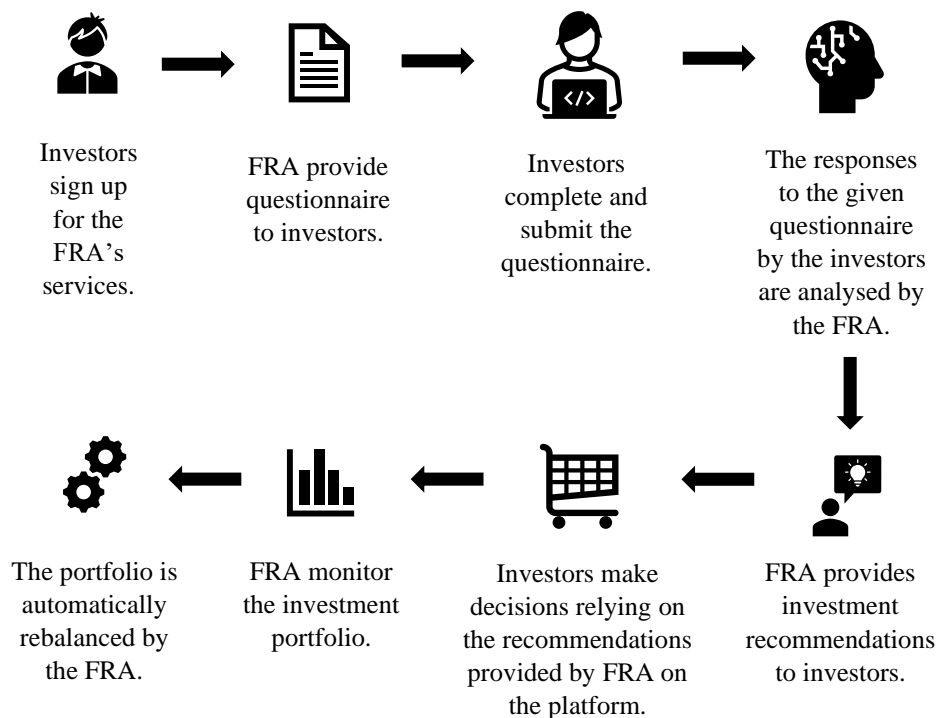 Investors
sign up
for the
FRA's
services.
FRA provide
questionnaire
to investors.
</>
Investors
complete and
submit the
questionnaire.
The responses
to the given
questionnaire
by the investors
are analysed by
the FRA.
FRA provides
investment
recommendations
to investors.
Investors make
decisions relying on
the recommendations
provided by FRA on
the platform.
FRA monitor
the investment
portfolio.
The portfolio is
automatically
rebalanced by
the FRA.